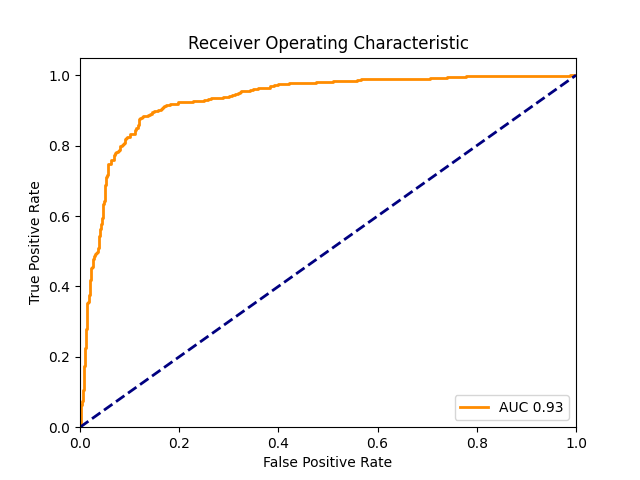 Receiver Operating Characteristic
1.0
0.8
0.6
0.4
0.2
0.0
True Positive Rate
AUC 0.93
0.0 0.2 0.4 0.6 0.8 1.0
False Positive Rate